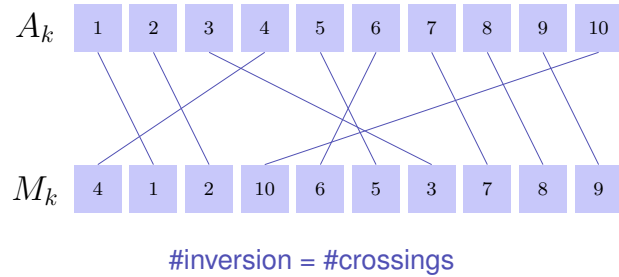 A_k 1 2 3 4 5 6 7 8 9 10
M_k 4 1 2 10 6 5 3 7 8 9
#inversion = #crossings